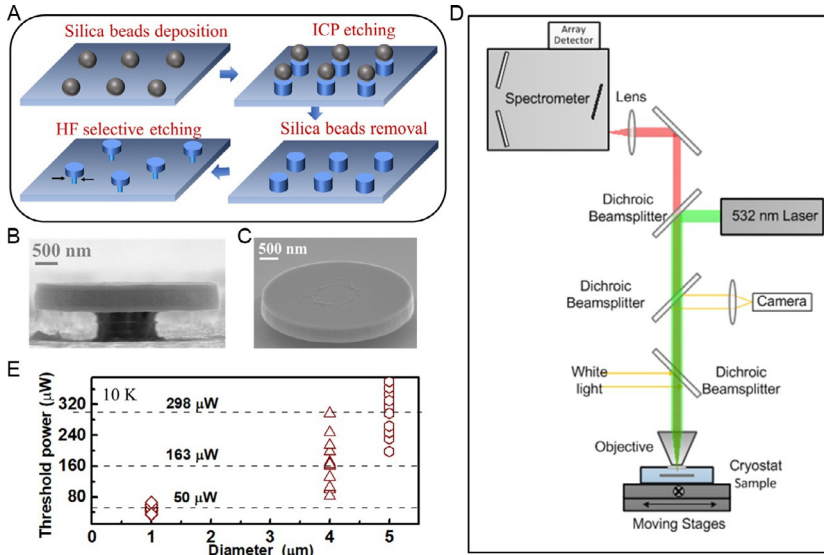 A
Silica beads deposition
ICP etching
HF selective etching
Silica beads removal
B
500 nm
C
500 nm
D
Array
Detector
Spectrometer
Lens
Dichroic
Beamsplitter
532 nm Laser
Dichroic
Beamsplitter
Camera
White
light
Dichroic
Beamsplitter
Objective
Cryostat
Sample
Moving Stages
E
Threshold power (μW)
320
240
160
80
10 K
298 μW
163 μW
50 μW
0
1
2
3
4
5
Diameter (μm)